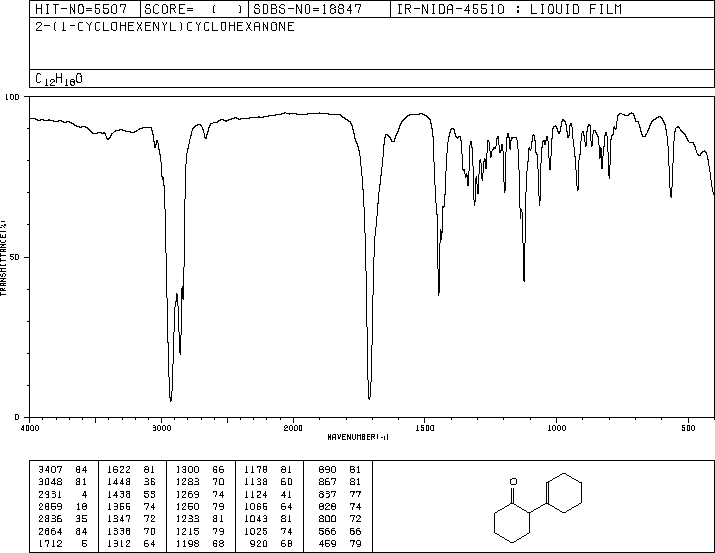 HIT-NO=5507 SCORE= ( ) SDBS-NO=18847 IR-NIDA-45510 : LIQUID FILM
2-(1-CYCLOHEXENYL)CYCLOHEXANONE
C12H18O
100
50
0
TRANSMITTANCE(%)
4000 3000 2000 1500 1000 500
WAVENUMBER(-1)
3407 84 1622 81 1300 66 1178 81 890 81
3048 81 1448 36 1283 70 1138 60 867 81
2931 4 1438 55 1269 74 1124 41 837 77
2859 18 1366 74 1250 79 1066 64 828 74
2836 35 1347 72 1233 81 1043 81 800 72
2664 84 1338 70 1215 79 1025 74 566 66
1712 5 1312 64 1198 68 920 68 459 79
O